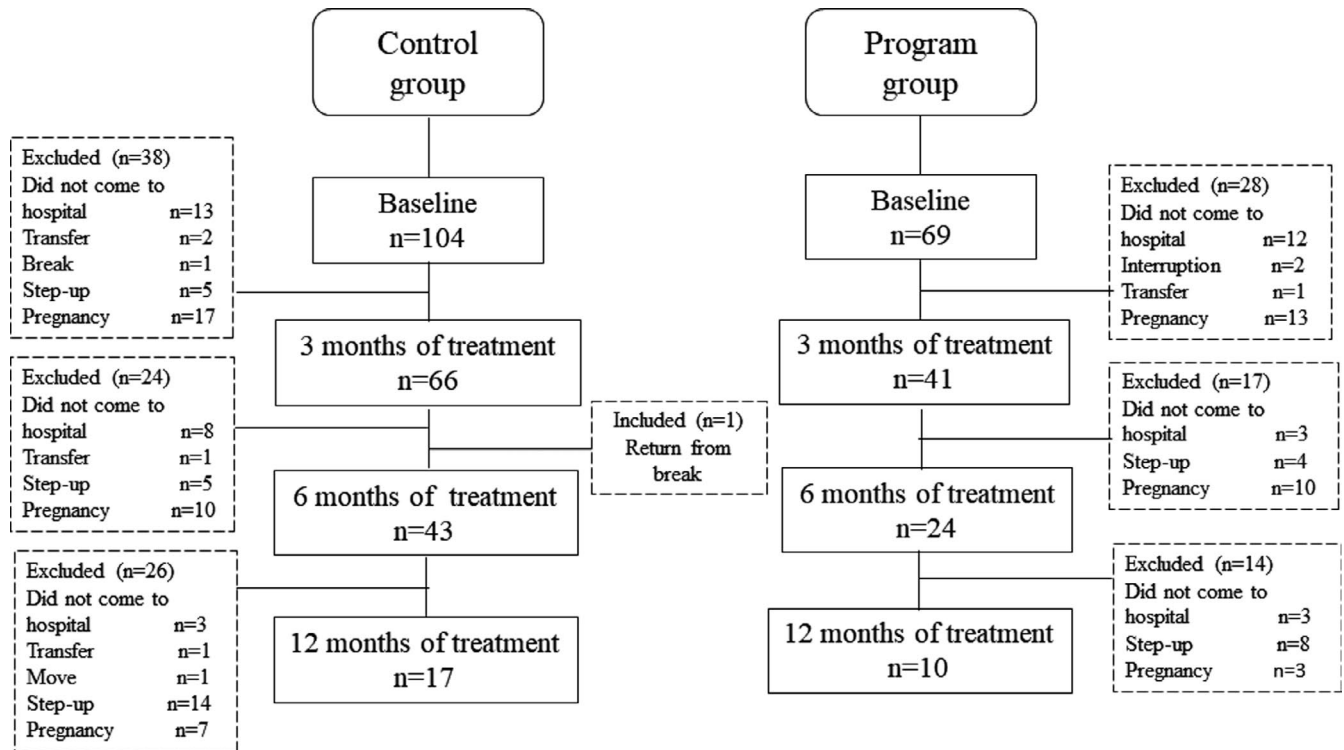 Control
group
Baseline
n=104
Excluded (n=38)
Did not come to
hospital n=13
Transfer n=2
Break n=1
Step-up n=5
Pregnancy n=17
3 months of treatment
n=66
Excluded (n=24)
Did not come to
hospital n=8
Transfer n=1
Step-up n=5
Pregnancy n=10
Included (n=1)
Return from
break
6 months of treatment
n=43
Excluded (n=26)
Did not come to
hospital n=3
Transfer n=1
Move n=1
Step-up n=14
Pregnancy n=7
12 months of treatment
n=17
Program
group
Baseline
n=69
Excluded (n=28)
Did not come to
hospital n=12
Interruption n=2
Transfer n=1
Pregnancy n=13
3 months of treatment
n=41
Excluded (n=17)
Did not come to
hospital n=3
Step-up n=4
Pregnancy n=10
6 months of treatment
n=24
Excluded (n=14)
Did not come to
hospital n=3
Step-up n=8
Pregnancy n=3
12 months of treatment
n=10